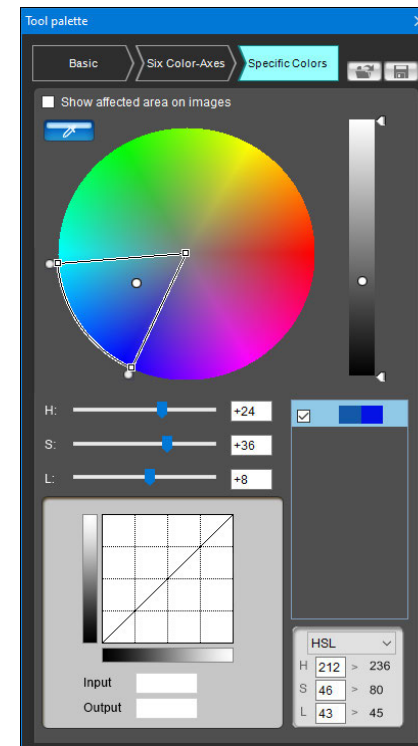 Tool palette
Basic
Six Color-Axes
Specific Colors
Show affected area on images
H: +24
S: +36
L: +8
Input
Output
HSL
H 212 > 236
S 46 > 80
L 43 > 45